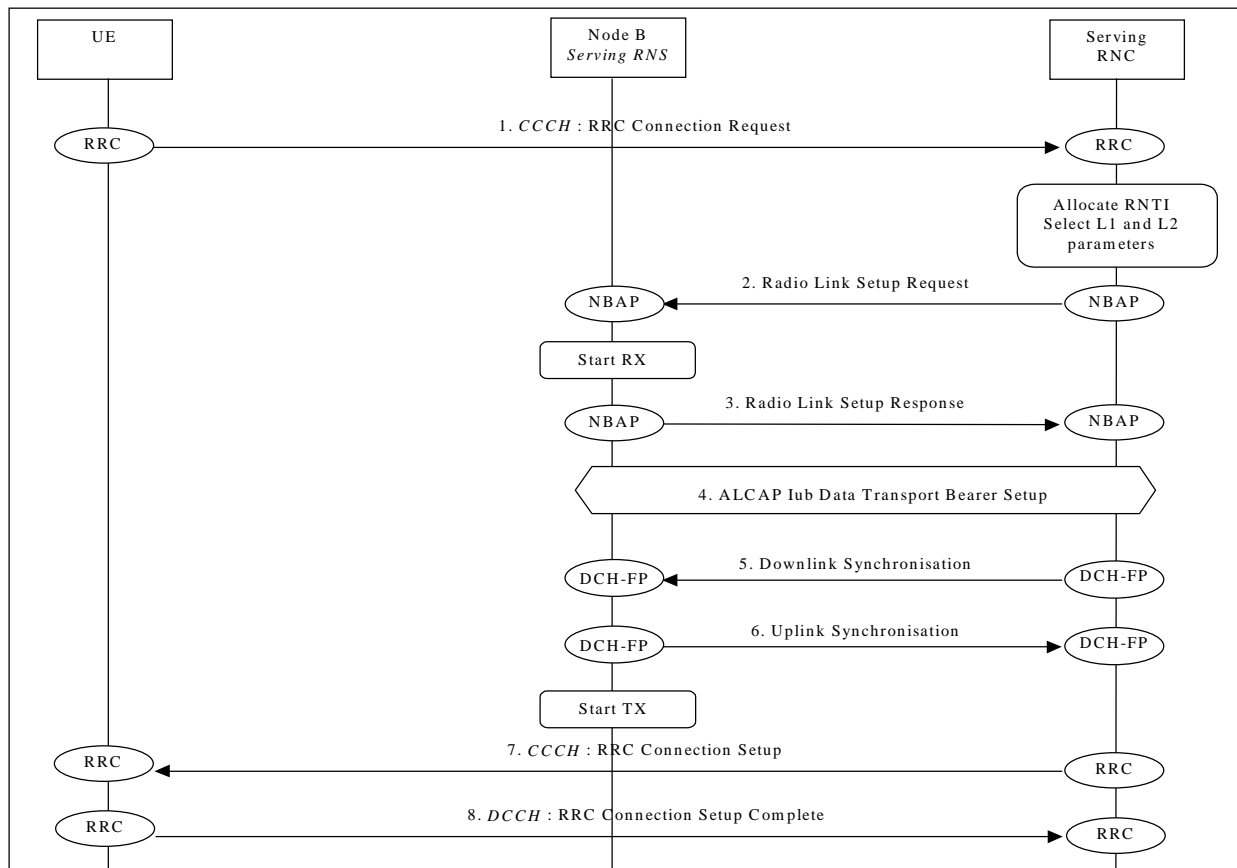 UE
Node B
Serving RNS
Serving
RNC
1. CCCH : RRC Connection Request
RRC
RRC
Allocate RNTI
Select L1 and L2
parameters
2. Radio Link Setup Request
NBAP
NBAP
Start RX
3. Radio Link Setup Response
NBAP
NBAP
4. ALCAP Iub Data Transport Bearer Setup
5. Downlink Synchronisation
DCH-FP
DCH-FP
6. Uplink Synchronisation
DCH-FP
DCH-FP
Start TX
7. CCCH : RRC Connection Setup
RRC
RRC
8. DCCH : RRC Connection Setup Complete
RRC
RRC